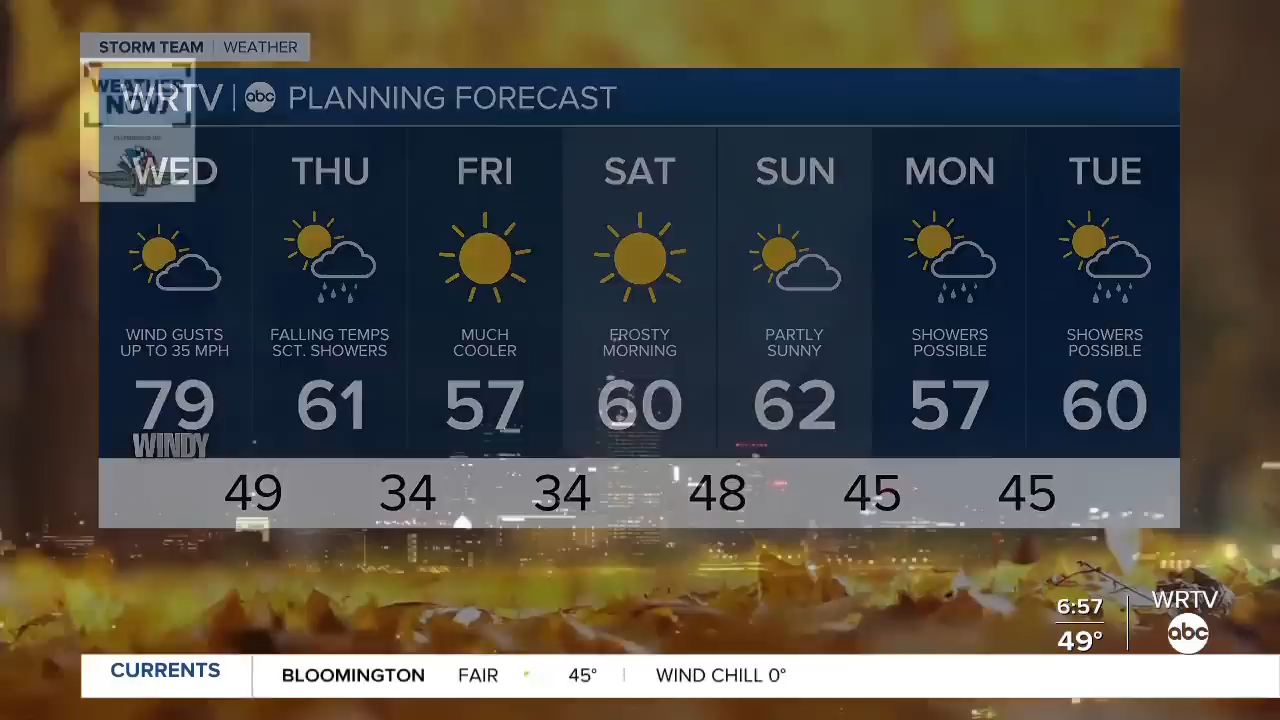 STORM TEAM | WEATHER
WEATHER
NOW
WRTV | abc PLANNING FORECAST
WED THU FRI SAT SUN MON TUE
WIND GUSTS FALLING TEMPS MUCH FROSTY PARTLY SHOWERS SHOWERS
UP TO 35 MPH SCT. SHOWERS COOLER MORNING SUNNY POSSIBLE POSSIBLE
79 61 57 60 62 57 60
WINDY
49 34 34 48 45 45
6:57 WRTV
49° abc
CURRENTS BLOOMINGTON FAIR 45° | WIND CHILL 0°